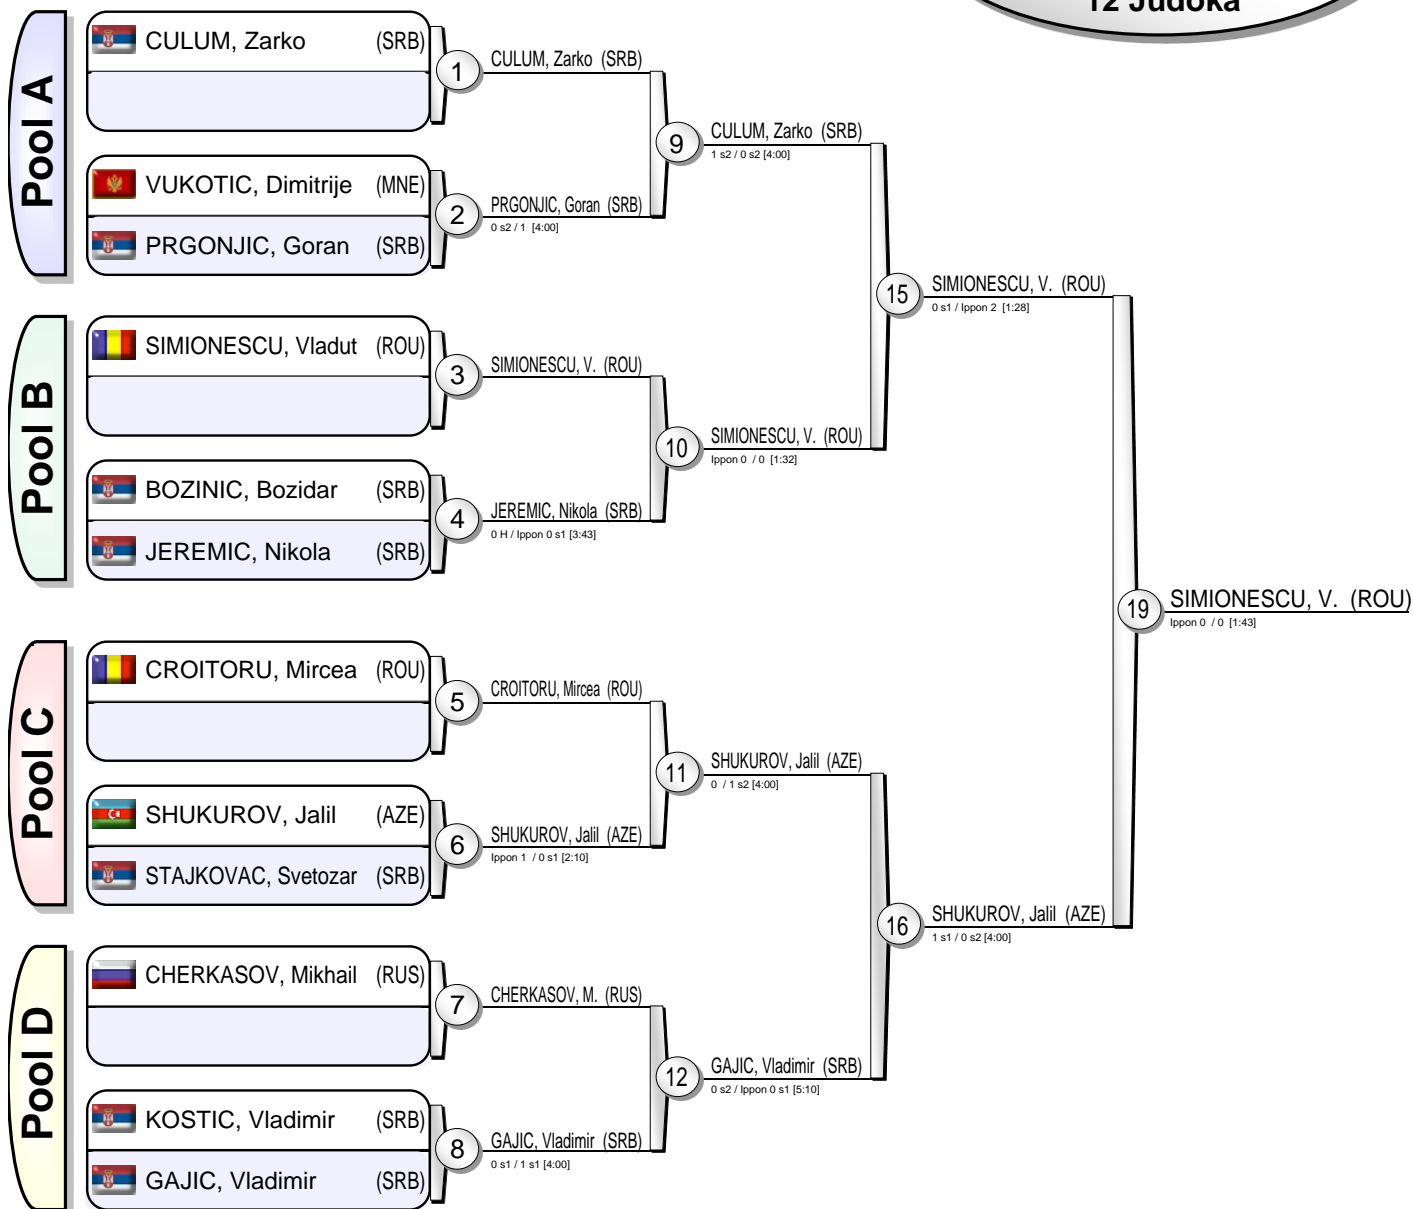 12 Judoka
Pool A
CULUM, Zarko (SRB)
VUKOTIC, Dimitrije (MNE)
PRGONJIC, Goran (SRB)
Pool B
SIMIONESCU, Vladut (ROU)
BOZINIC, Bozidar (SRB)
JEREMIC, Nikola (SRB)
Pool C
CROITORU, Mircea (ROU)
SHUKUROV, Jalil (AZE)
STAJKOVAC, Svetozar (SRB)
Pool D
CHERKASOV, Mikhail (RUS)
KOSTIC, Vladimir (SRB)
GAJIC, Vladimir (SRB)
1
CULUM, Zarko (SRB)
2
PRGONJIC, Goran (SRB)
0 s2 / 1 [4:00]
3
SIMIONESCU, V. (ROU)
4
JEREMIC, Nikola (SRB)
0 H / Ippon 0 s1 [3:43]
5
CROITORU, Mircea (ROU)
6
SHUKUROV, Jalil (AZE)
Ippon 1 / 0 s1 [2:10]
7
CHERKASOV, M. (RUS)
8
GAJIC, Vladimir (SRB)
0 s1 / 1 s1 [4:00]
9
CULUM, Zarko (SRB)
1 s2 / 0 s2 [4:00]
10
SIMIONESCU, V. (ROU)
Ippon 0 / 0 [1:32]
11
SHUKUROV, Jalil (AZE)
0 / 1 s2 [4:00]
12
GAJIC, Vladimir (SRB)
0 s2 / Ippon 0 s1 [5:10]
15
SIMIONESCU, V. (ROU)
0 s1 / Ippon 2 [1:28]
16
SHUKUROV, Jalil (AZE)
1 s1 / 0 s2 [4:00]
19
SIMIONESCU, V. (ROU)
Ippon 0 / 0 [1:43]